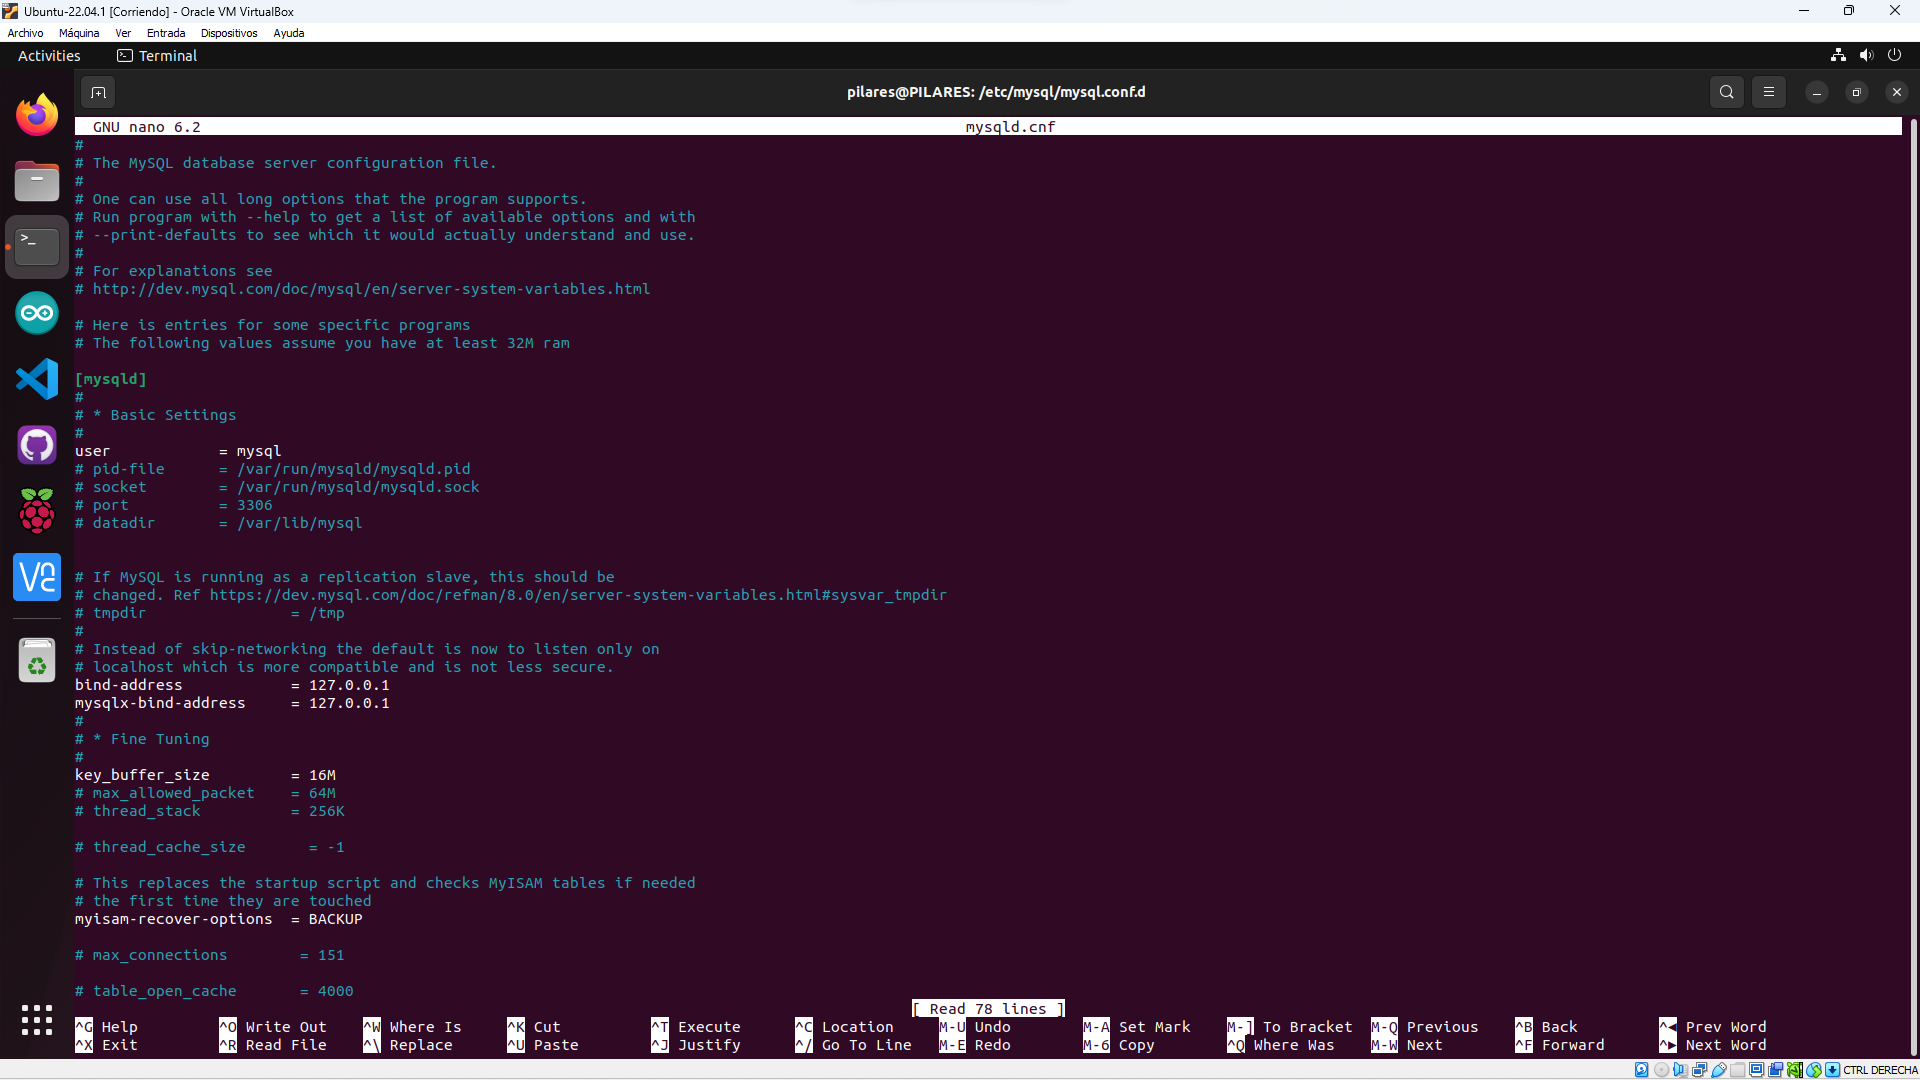 Ubuntu-22.04.1 [Corriendo] - Oracle VM VirtualBox
Archivo Máquina Ver Entrada Dispositivos Ayuda
Activities Terminal
pilares@PILARES: /etc/mysql/mysql.conf.d
GNU nano 6.2 mysqld.cnf
#
# The MySQL database server configuration file.
#
# One can use all long options that the program supports.
# Run program with --help to get a list of available options and with
# --print-defaults to see which it would actually understand and use.
#
# For explanations see
# http://dev.mysql.com/doc/mysql/en/server-system-variables.html
# Here is entries for some specific programs
# The following values assume you have at least 32M ram
[mysqld]
#
# * Basic Settings
#
user = mysql
# pid-file = /var/run/mysqld/mysqld.pid
# socket = /var/run/mysqld/mysqld.sock
# port = 3306
# datadir = /var/lib/mysql
# If MySQL is running as a replication slave, this should be
# changed. Ref https://dev.mysql.com/doc/refman/8.0/en/server-system-variables.html#sysvar_tmpdir
# tmpdir = /tmp
#
# Instead of skip-networking the default is now to listen only on
# localhost which is more compatible and is not less secure.
bind-address = 127.0.0.1
mysqlx-bind-address = 127.0.0.1
#
# * Fine Tuning
#
key_buffer_size = 16M
# max_allowed_packet = 64M
# thread_stack = 256K
# thread_cache_size = -1
# This replaces the startup script and checks MyISAM tables if needed
# the first time they are touched
myisam-recover-options = BACKUP
# max_connections = 151
# table_open_cache = 4000
[ Read 78 lines ]
^G Help ^O Write Out ^W Where Is ^K Cut ^T Execute ^C Location M-U Undo M-A Set Mark M-] To Bracket M-Q Previous ^B Back ^◂ Prev Word
^X Exit ^R Read File ^\ Replace ^U Paste ^J Justify ^/ Go To Line M-E Redo M-6 Copy ^Q Where Was M-W Next ^F Forward ^▸ Next Word
CTRL DERECHA